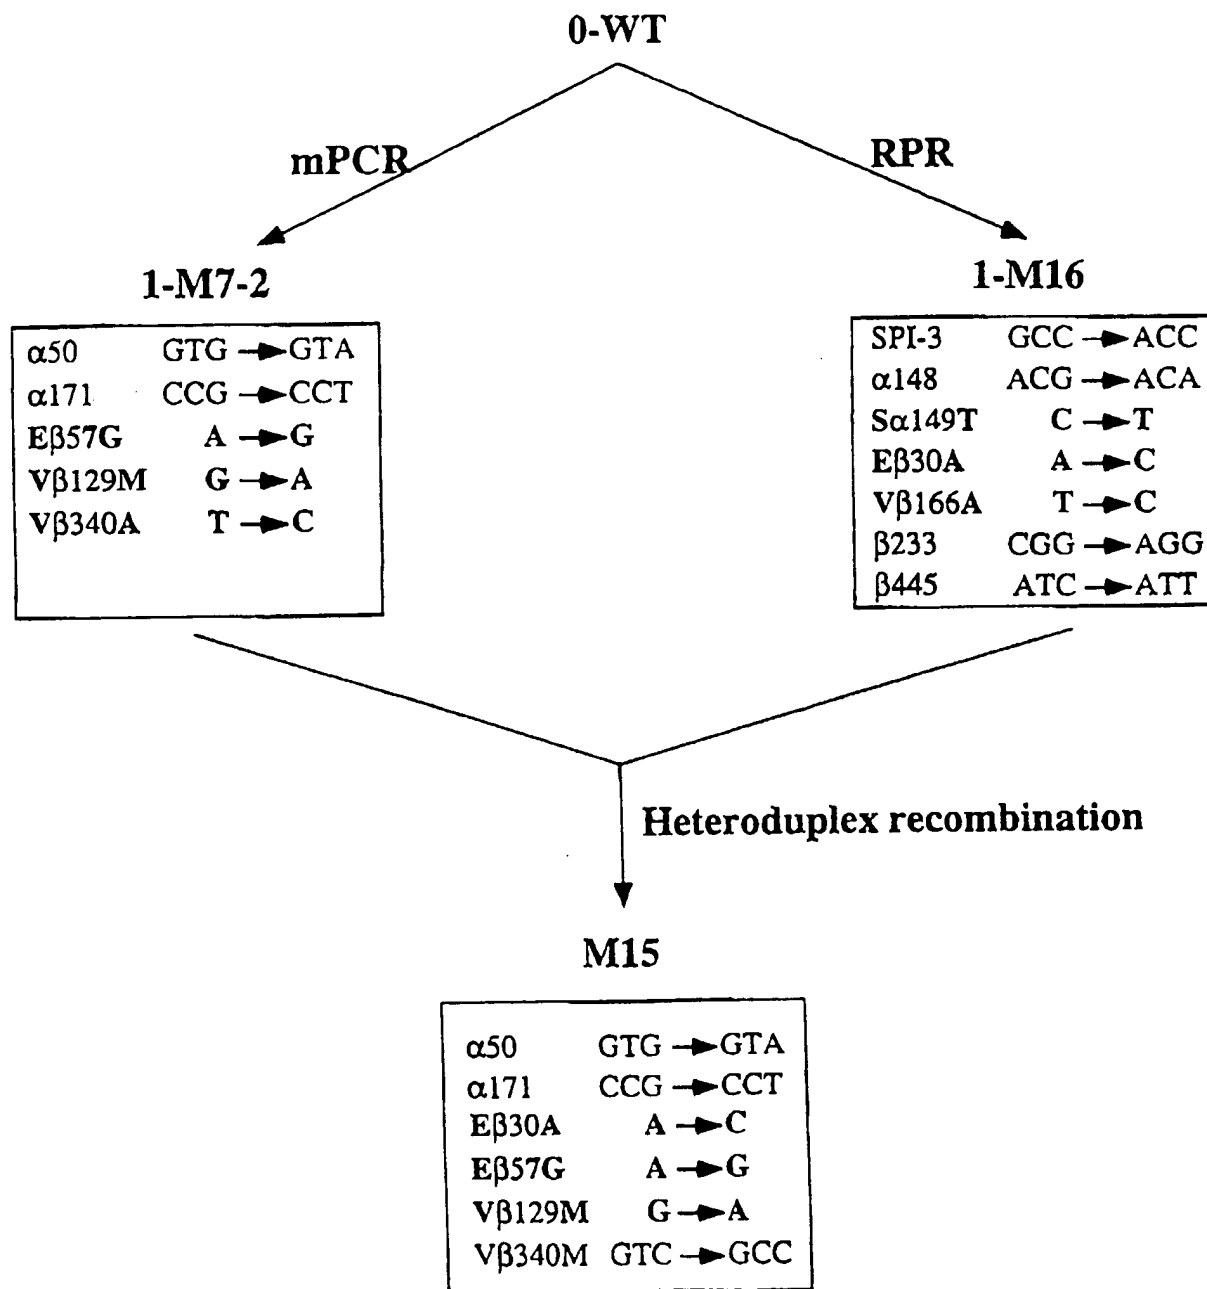 0-WT
mPCR
RPR
1-M7-2
α50 GTG → GTA
α171 CCG → CCT
Eβ57G A → G
Vβ129M G → A
Vβ340A T → C
1-M16
SPI-3 GCC → ACC
α148 ACG → ACA
Sα149T C → T
Eβ30A A → C
Vβ166A T → C
β233 CGG → AGG
β445 ATC → ATT
Heteroduplex recombination
M15
α50 GTG → GTA
α171 CCG → CCT
Eβ30A A → C
Eβ57G A → G
Vβ129M G → A
Vβ340M GTC → GCC